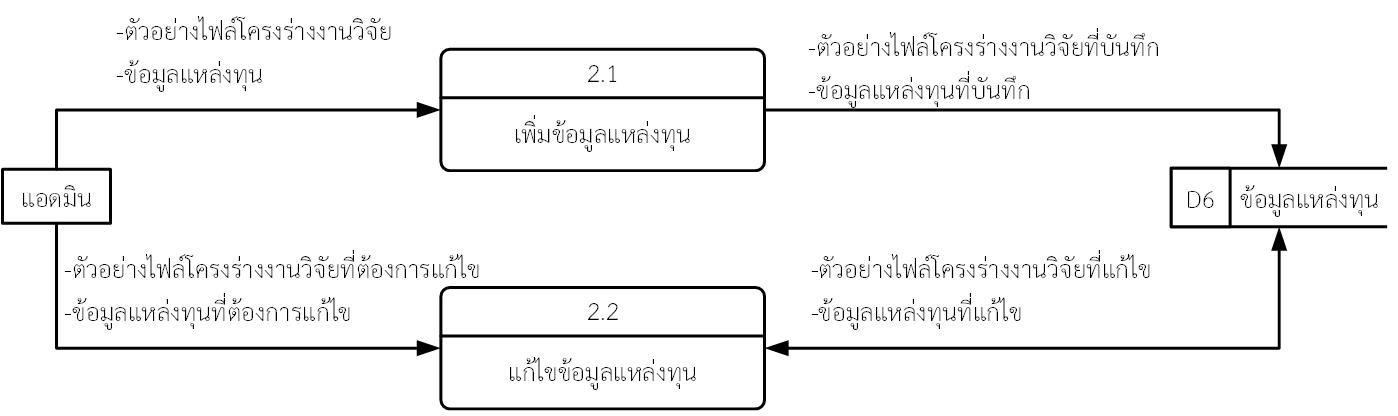 -ตัวอย่างไฟล์โครงร่างงานวิจัย
-ข้อมูลแหล่งทุน
2.1
เพิ่มข้อมูลแหล่งทุน
-ตัวอย่างไฟล์โครงร่างงานวิจัยที่บันทึก
-ข้อมูลแหล่งทุนที่บันทึก
แอดมิน
D6
ข้อมูลแหล่งทุน
-ตัวอย่างไฟล์โครงร่างงานวิจัยที่ต้องการแก้ไข
-ข้อมูลแหล่งทุนที่ต้องการแก้ไข
2.2
แก้ไขข้อมูลแหล่งทุน
-ตัวอย่างไฟล์โครงร่างงานวิจัยที่แก้ไข
-ข้อมูลแหล่งทุนที่แก้ไข